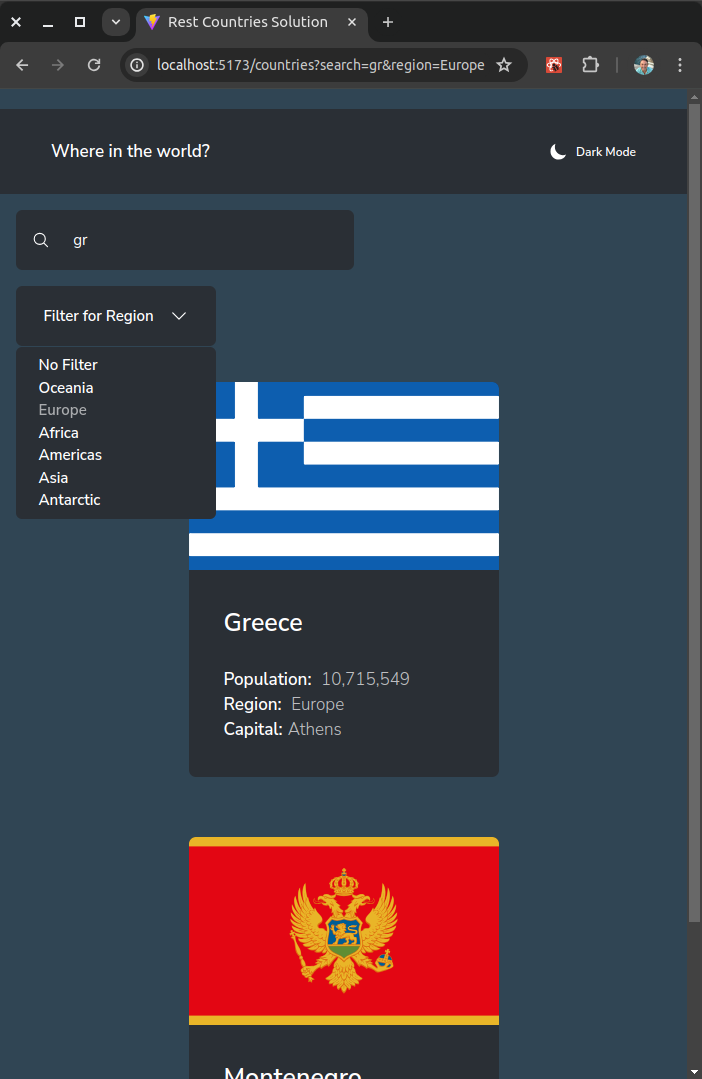 Rest Countries Solution
localhost:5173/countries?search=gr&region=Europe
Where in the world?
Dark Mode
gr
Filter for Region
No Filter
Oceania
Europe
Africa
Americas
Asia
Antarctic
Greece
Population: 10,715,549
Region: Europe
Capital: Athens
Montenegro